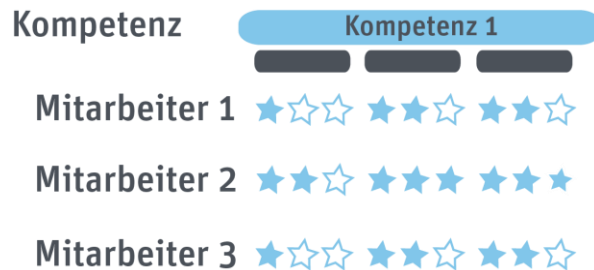 Kompetenz
Kompetenz 1
Mitarbeiter 1
Mitarbeiter 2
Mitarbeiter 3